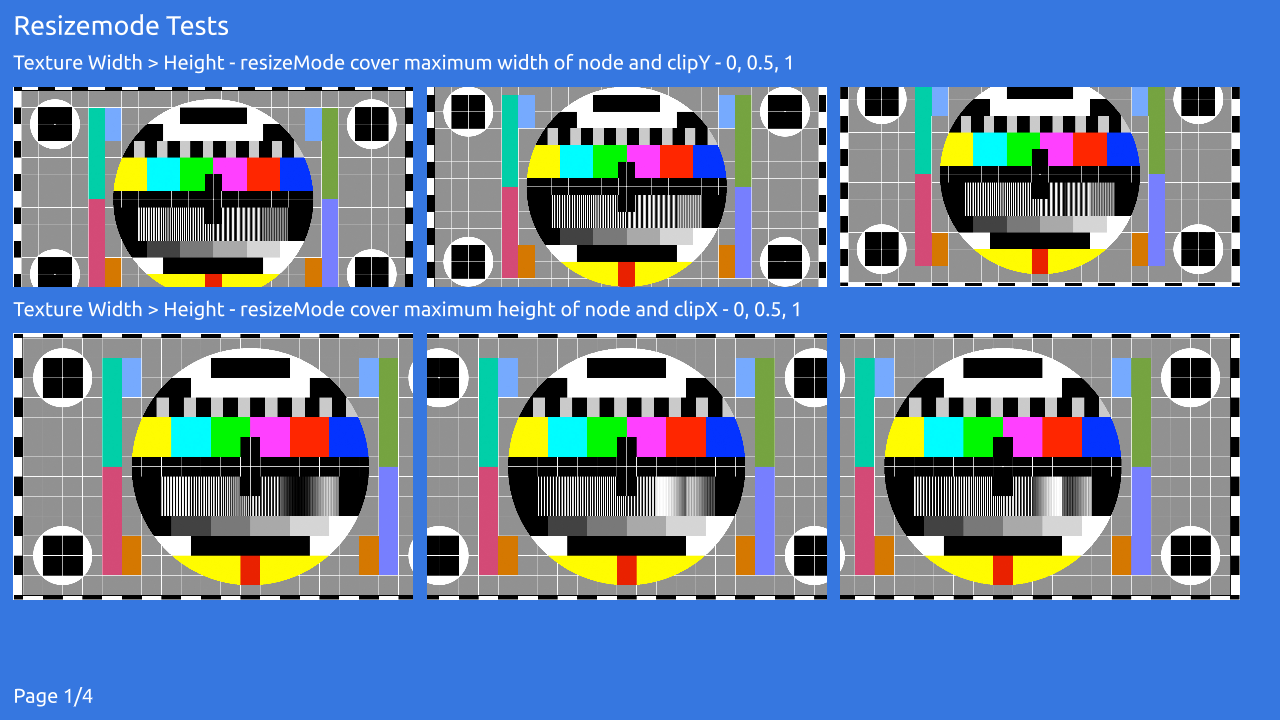 Resizemode Tests
Texture Width > Height - resizeMode cover maximum width of node and clipY - 0, 0.5, 1
Texture Width > Height - resizeMode cover maximum height of node and clipX - 0, 0.5, 1
Page 1/4